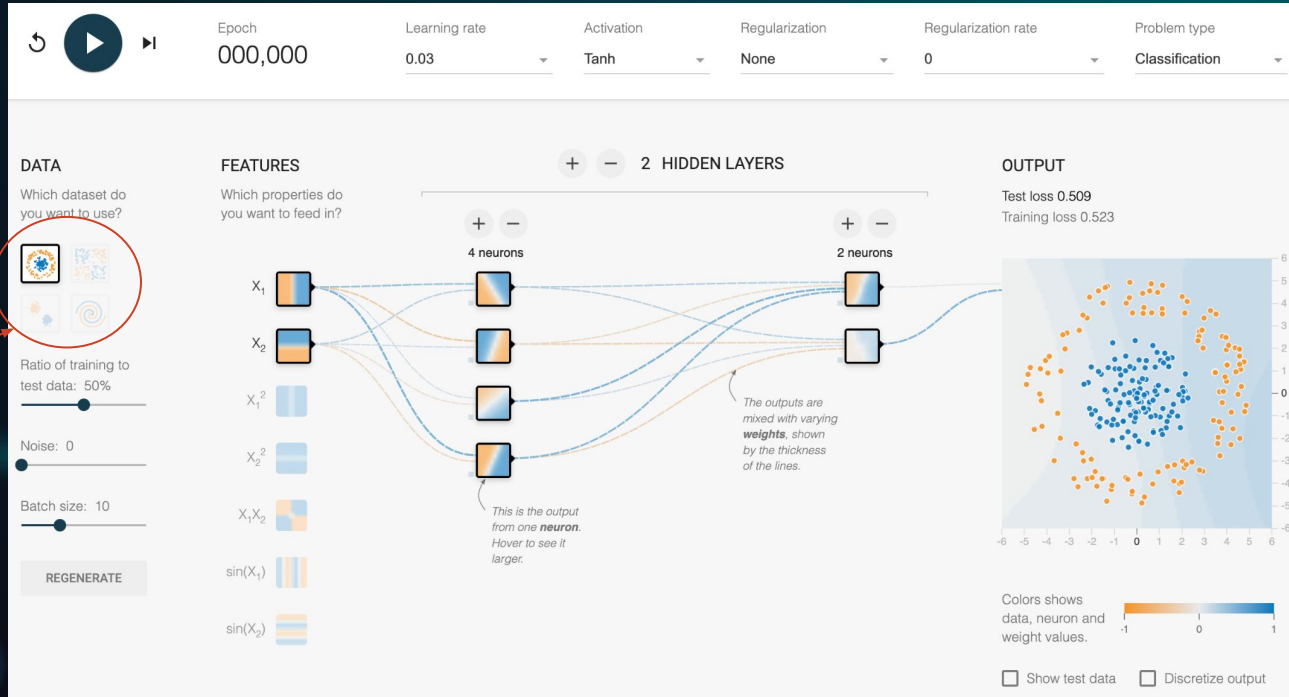 Epoch
000,000
Learning rate
0.03
Activation
Tanh
Regularization
None
Regularization rate
0
Problem type
Classification
DATA
Which dataset do
you want to use?
Ratio of training to
test data: 50%
Noise: 0
Batch size: 10
REGENERATE
FEATURES
Which properties do
you want to feed in?
X₁
X₂
X₁²
X₂²
X₁X₂
sin(X₁)
sin(X₂)
+ − 2 HIDDEN LAYERS
+ −
4 neurons
+ −
2 neurons
This is the output
from one neuron.
Hover to see it
larger.
The outputs are
mixed with varying
weights, shown
by the thickness
of the lines.
OUTPUT
Test loss 0.509
Training loss 0.523
6
5
4
3
2
1
0
-1
-2
-3
-4
-5
-6
-6 -5 -4 -3 -2 -1 0 1 2 3 4 5 6
Colors shows
data, neuron and
weight values.
-1 0 1
Show test data
Discretize output